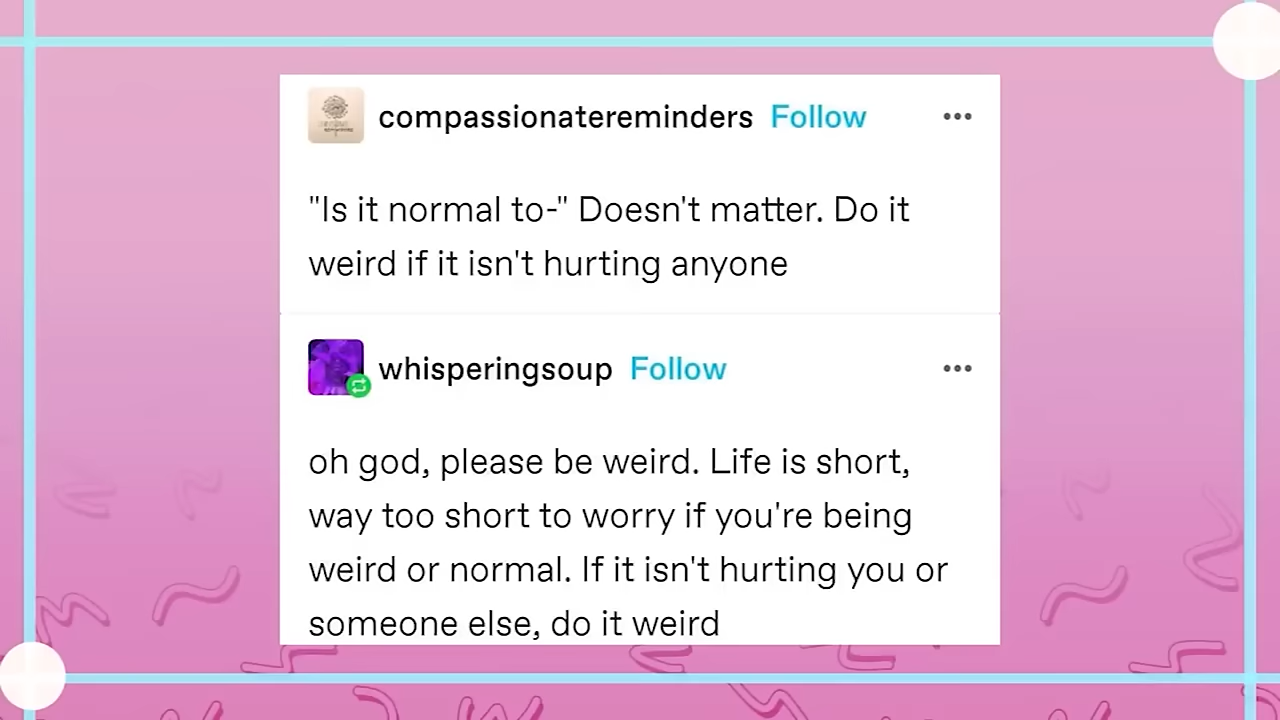 compassionatereminders Follow
"Is it normal to-" Doesn't matter. Do it
weird if it isn't hurting anyone
whisperingsoup Follow
oh god, please be weird. Life is short,
way too short to worry if you're being
weird or normal. If it isn't hurting you or
someone else, do it weird